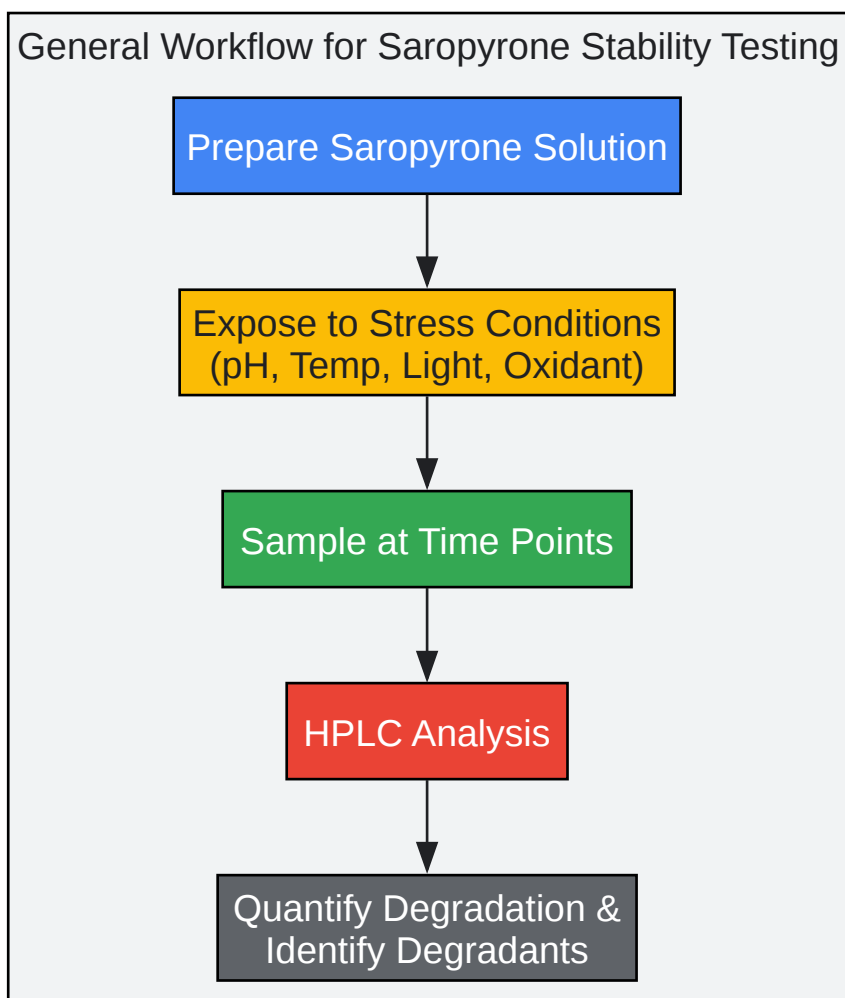 General Workflow for Saropyrone Stability Testing
Prepare Saropyrone Solution
Expose to Stress Conditions
(pH, Temp, Light, Oxidant)
Sample at Time Points
HPLC Analysis
Quantify Degradation &
Identify Degradants